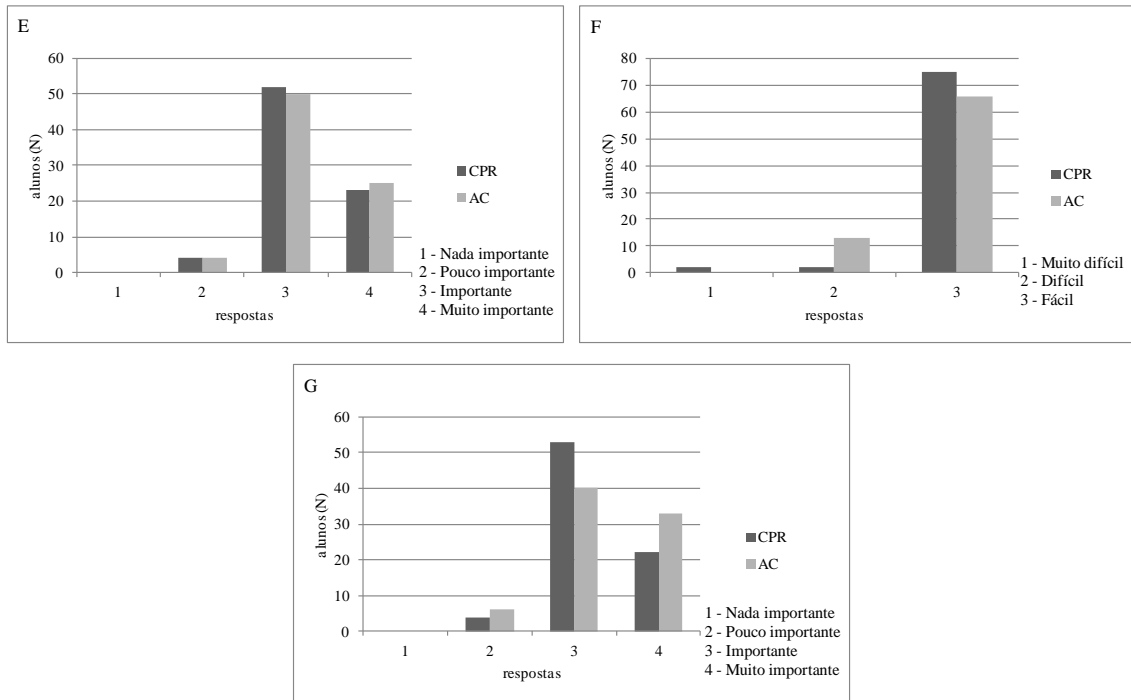 E
60
50
40
30
20
10
0
alunos (N)
1 2 3 4
respostas
CPR
AC
1 - Nada importante
2 - Pouco importante
3 - Importante
4 - Muito importante
F
80
70
60
50
40
30
20
10
0
alunos (N)
1 2 3
respostas
CPR
AC
1 - Muito difícil
2 - Difícil
3 - Fácil
G
60
50
40
30
20
10
0
alunos (N)
1 2 3 4
respostas
CPR
AC
1 - Nada importante
2 - Pouco importante
3 - Importante
4 - Muito importante